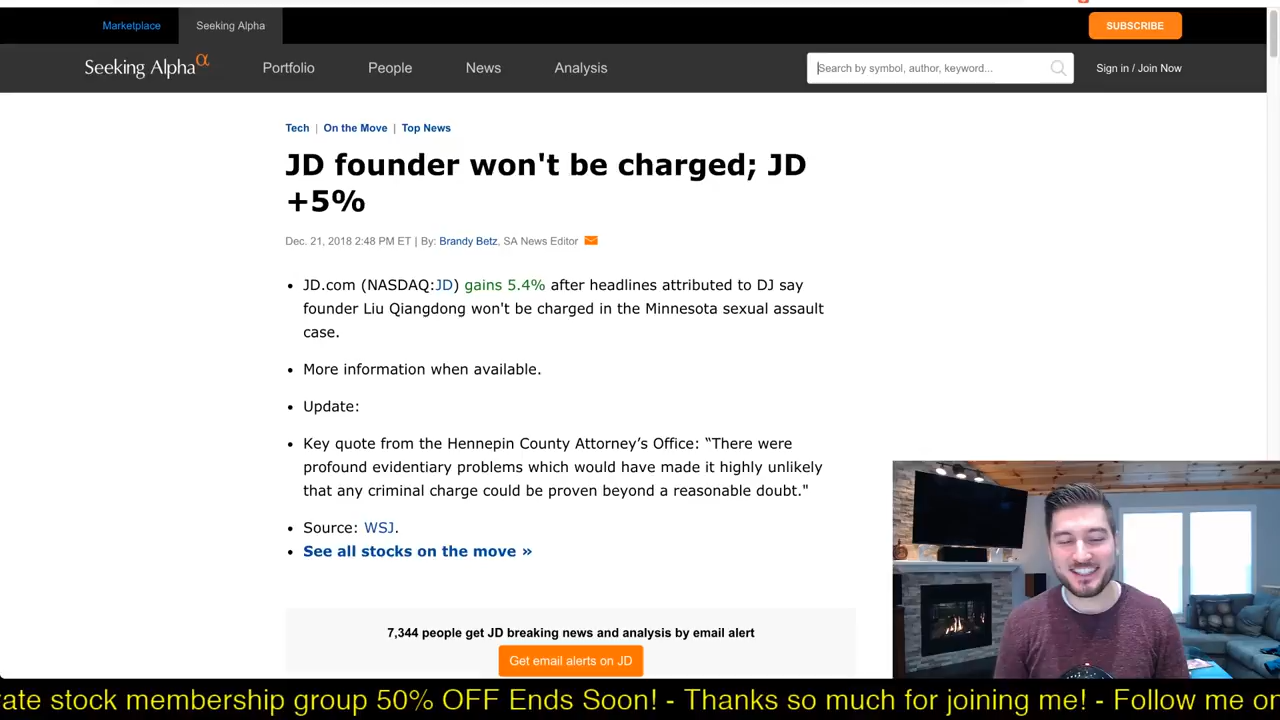 Marketplace
Seeking Alpha
SUBSCRIBE
Seeking Alphaα
Portfolio
People
News
Analysis
Search by symbol, author, keyword...
Sign in / Join Now
Tech | On the Move | Top News
JD founder won't be charged; JD
+5%
Dec. 21, 2018 2:48 PM ET | By: Brandy Betz, SA News Editor
• JD.com (NASDAQ:JD) gains 5.4% after headlines attributed to DJ say
founder Liu Qiangdong won't be charged in the Minnesota sexual assault
case.
• More information when available.
• Update:
• Key quote from the Hennepin County Attorney’s Office: “There were
profound evidentiary problems which would have made it highly unlikely
that any criminal charge could be proven beyond a reasonable doubt."
• Source: WSJ.
• See all stocks on the move »
7,344 people get JD breaking news and analysis by email alert
Get email alerts on JD
rate stock membership group 50% OFF Ends Soon! - Thanks so much for joining me! - Follow me on